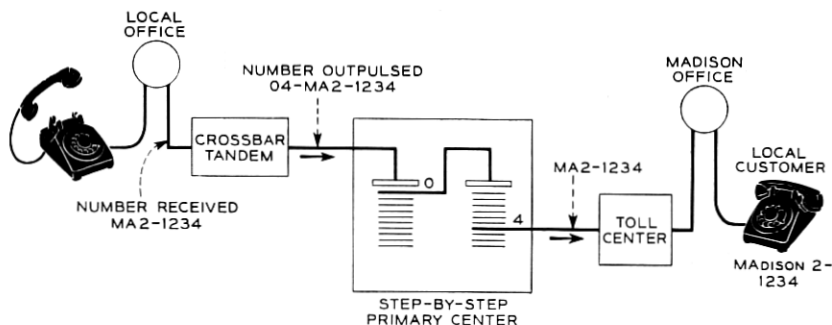 LOCAL
OFFICE
NUMBER OUTPULSED
04-MA2-1234
MADISON
OFFICE
CROSSBAR
TANDEM
NUMBER RECEIVED
MA2-1234
0
4
STEP-BY-STEP
PRIMARY CENTER
MA2-1234
TOLL
CENTER
LOCAL
CUSTOMER
MADISON 2-
1234